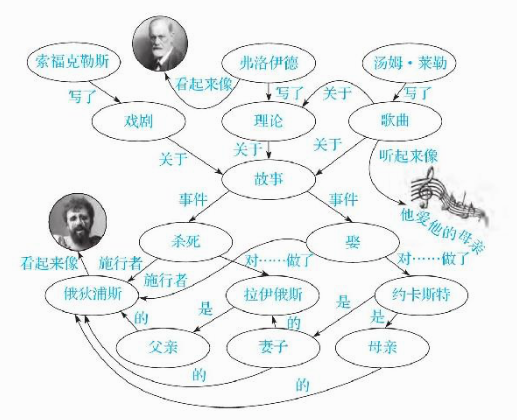 索福克勒斯
弗洛伊德
汤姆·莱勒
看起来像
写了
写了
关于
写了
戏剧
理论
歌曲
关于
关于
关于
听起来像
故事
事件
事件
他爱他的母亲
杀死
娶
看起来像
施行者
施行者
对……做了
对……做了
俄狄浦斯
拉伊俄斯
约卡斯特
的
是
的
是
是
父亲
妻子
母亲
的
的